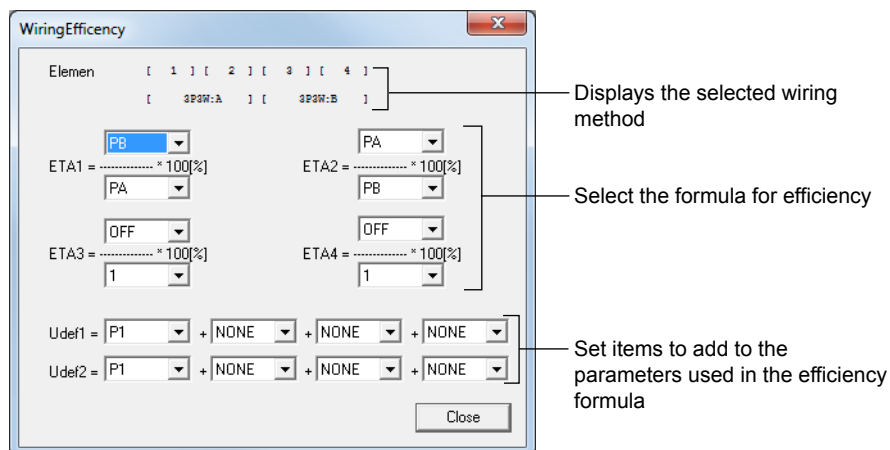 WiringEfficency
Elemen [ 1 ] [ 2 ] [ 3 ] [ 4 ]
[ 3P3W:A ] [ 3P3W:B ]
Displays the selected wiring
method
PB
ETA1 = ------------- * 100[%]
PA
PA
ETA2 = ------------- * 100[%]
PB
Select the formula for efficiency
OFF
ETA3 = ------------- * 100[%]
1
OFF
ETA4 = ------------- * 100[%]
1
Udef1 = P1 + NONE + NONE + NONE
Udef2 = P1 + NONE + NONE + NONE
Set items to add to the
parameters used in the efficiency
formula
Close